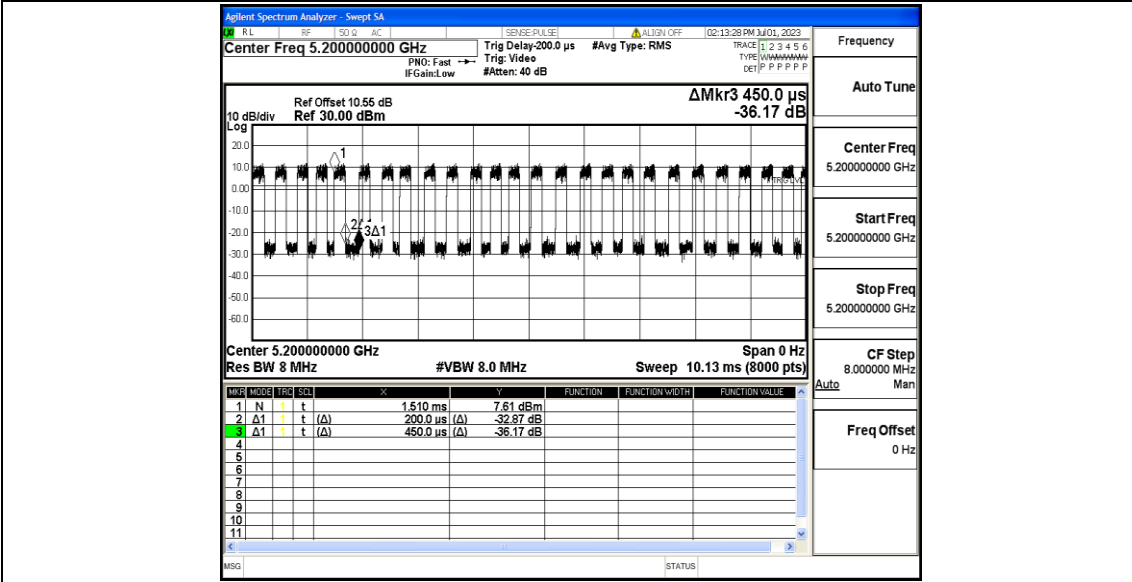 Agilent Spectrum Analyzer - Swept SA
RL RF 50 Ω AC SENSE:PULSE ALIGN OFF 02:13:28 PM Jul 01, 2023
Center Freq 5.200000000 GHz
PNO: Fast
IFGain:Low
Trig Delay-200.0 µs
Trig: Video
#Atten: 40 dB
#Avg Type: RMS
TRACE 1 2 3 4 5 6
TYPE
DET P P P P P P
ΔMkr3 450.0 µs
-36.17 dB
Ref Offset 10.55 dB
10 dB/div Ref 30.00 dBm
Log
20.0
10.0
0.00
-10.0
-20.0
-30.0
-40.0
-50.0
-60.0
1
3Δ1
TRIG LVL
Center 5.200000000 GHz Span 0 Hz
Res BW 8 MHz #VBW 8.0 MHz Sweep 10.13 ms (8000 pts)
MKR MODE TRC SCL X Y FUNCTION FUNCTION WIDTH FUNCTION VALUE
1 N 1 t 1.510 ms 7.61 dBm
2 Δ1 1 t (Δ) 200.0 µs (Δ) -32.87 dB
3 Δ1 1 t (Δ) 450.0 µs (Δ) -36.17 dB
4
5
6
7
8
9
10
11
MSG STATUS
Frequency
Auto Tune
Center Freq
5.200000000 GHz
Start Freq
5.200000000 GHz
Stop Freq
5.200000000 GHz
CF Step
8.000000 MHz
Auto Man
Freq Offset
0 Hz